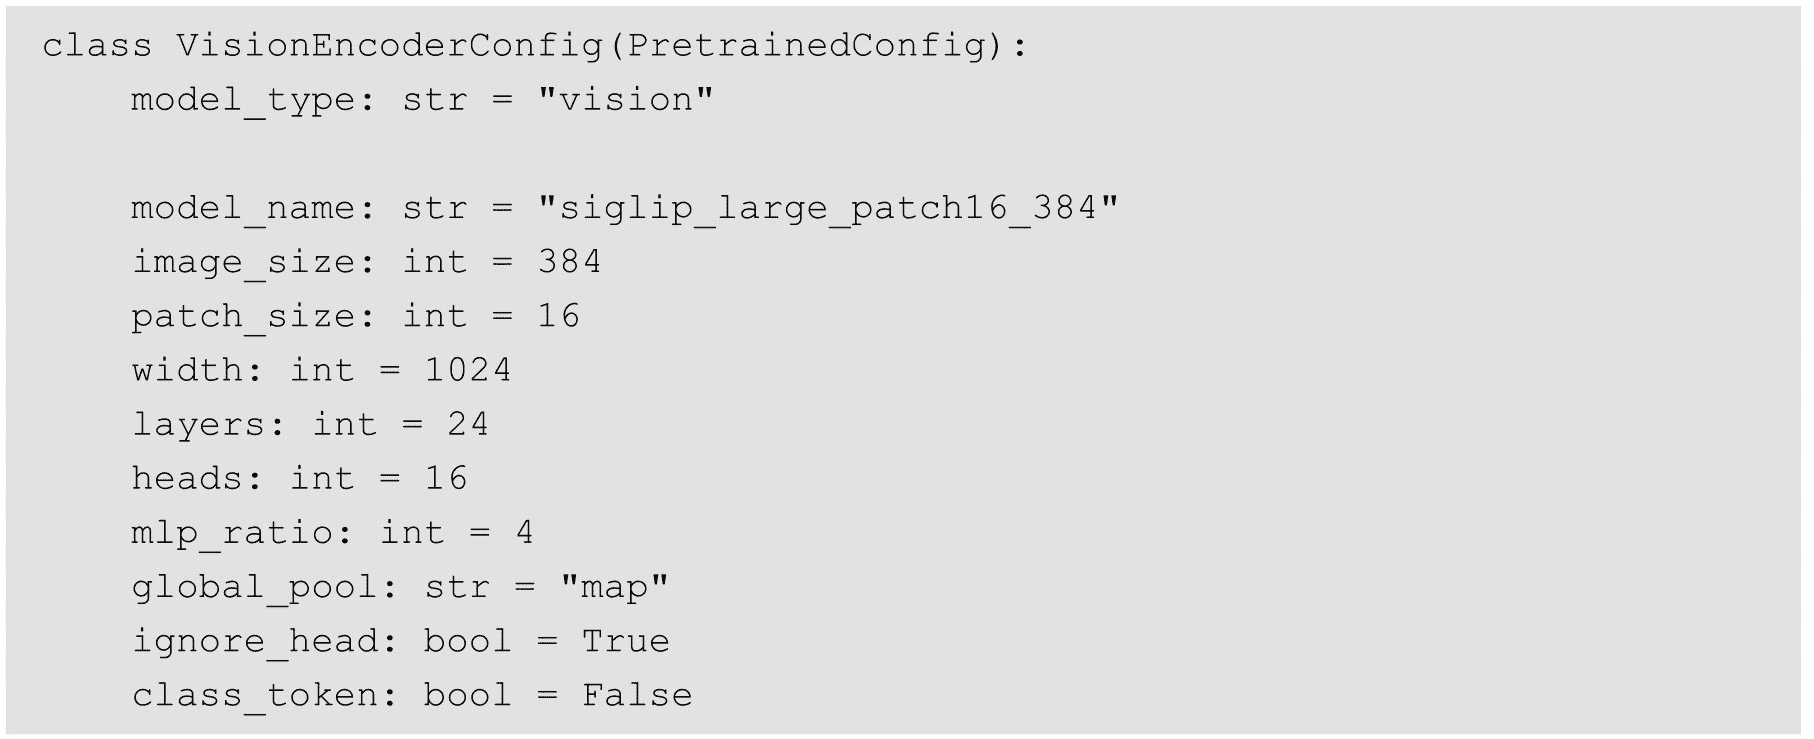 class VisionEncoderConfig(PretrainedConfig):
    model_type: str = "vision"

    model_name: str = "siglip_large_patch16_384"
    image_size: int = 384
    patch_size: int = 16
    width: int = 1024
    layers: int = 24
    heads: int = 16
    mlp_ratio: int = 4
    global_pool: str = "map"
    ignore_head: bool = True
    class_token: bool = False